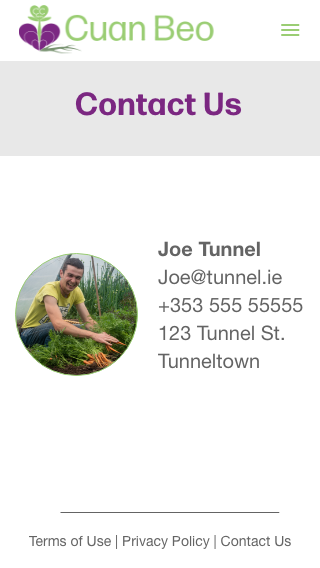 Cuan Beo
Contact Us
Joe Tunnel
Joe@tunnel.ie
+353 555 55555
123 Tunnel St.
Tunneltown
Terms of Use | Privacy Policy | Contact Us